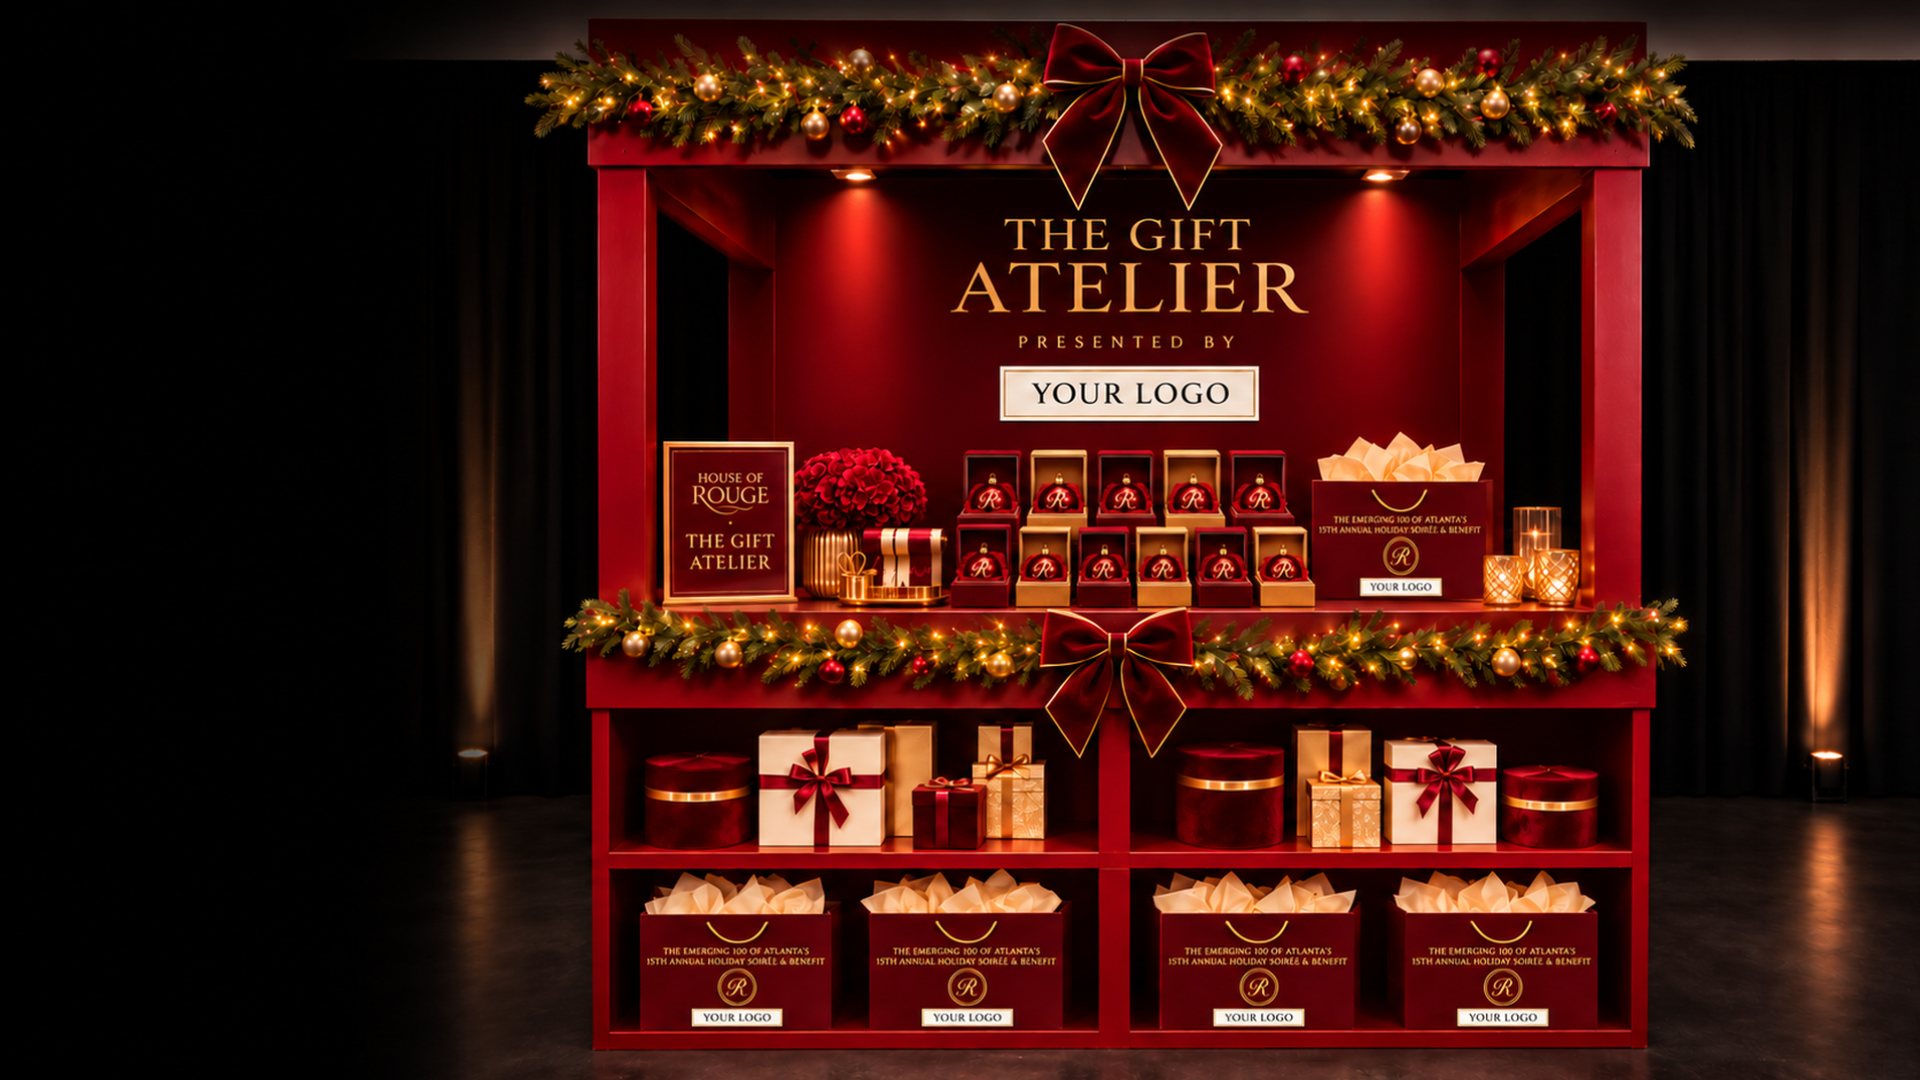 THE GIFT
ATELIER
PRESENTED BY
YOUR LOGO
HOUSE OF
ROUGE
THE GIFT
ATELIER
R
R
R
R
R
R
R
R
R
R
R
THE EMERGING 100 OF ATLANTA'S
15TH ANNUAL HOLIDAY SOIRÉE & BENEFIT
R
YOUR LOGO
THE EMERGING 100 OF ATLANTA'S
15TH ANNUAL HOLIDAY SOIRÉE & BENEFIT
R
YOUR LOGO
THE EMERGING 100 OF ATLANTA'S
15TH ANNUAL HOLIDAY SOIRÉE & BENEFIT
R
YOUR LOGO
THE EMERGING 100 OF ATLANTA'S
15TH ANNUAL HOLIDAY SOIRÉE & BENEFIT
R
YOUR LOGO
THE EMERGING 100 OF ATLANTA'S
15TH ANNUAL HOLIDAY SOIRÉE & BENEFIT
R
YOUR LOGO